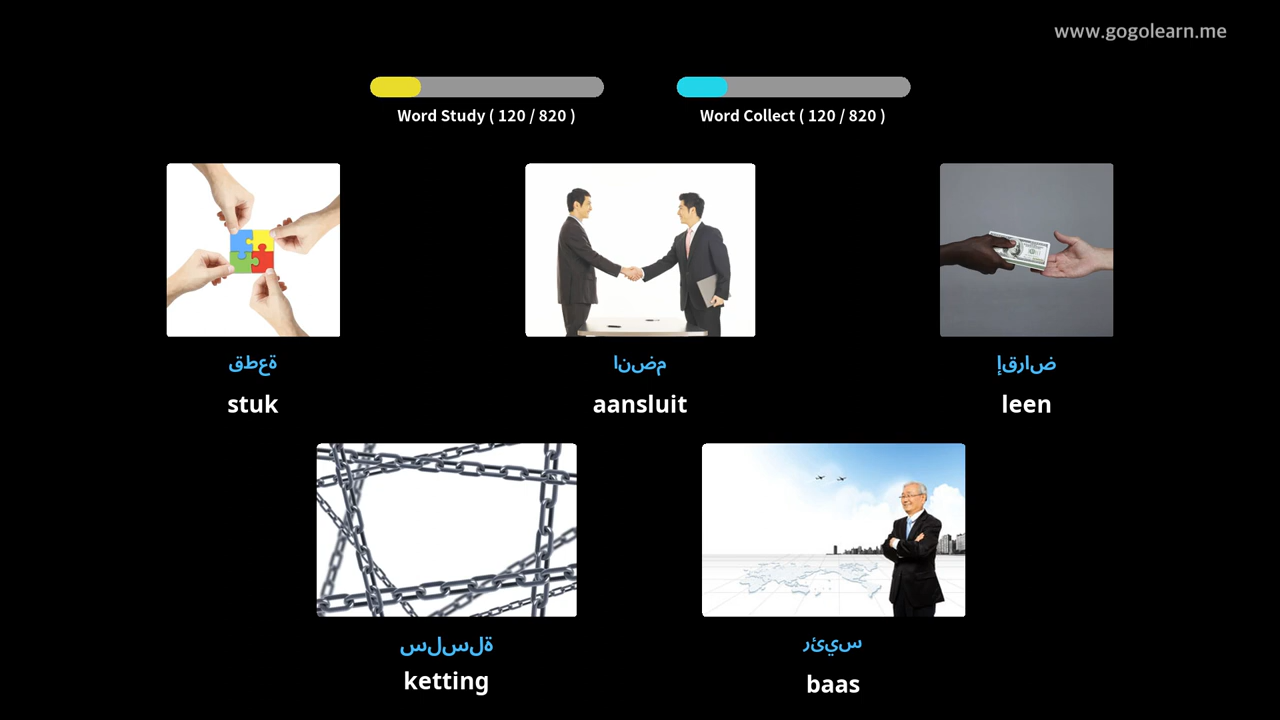 www.gogolearn.me
Word Study ( 120 / 820 )
Word Collect ( 120 / 820 )
قطعة
stuk
انضم
aansluit
إقراض
leen
سلسلة
ketting
رئيس
baas